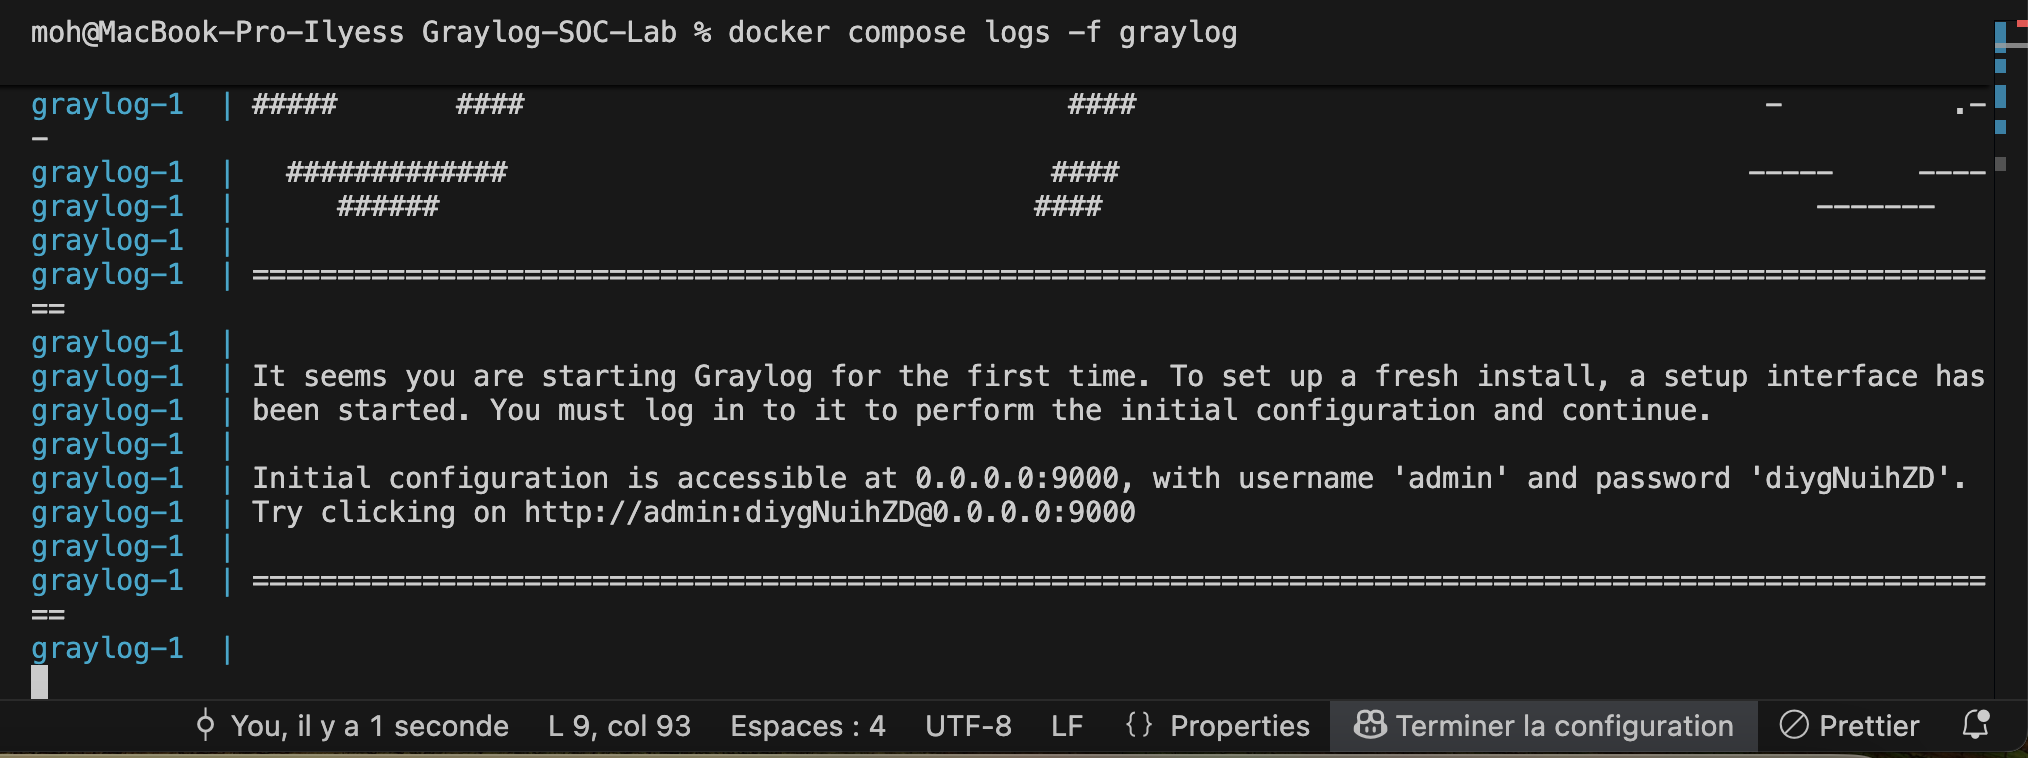 moh@MacBook-Pro-Ilyess Graylog-SOC-Lab % docker compose logs -f graylog
graylog-1  | #####       ####                                ####                                     -          .-
-
graylog-1  |   #############                                ####                                     -----     ----
graylog-1  |      ######                                   ####                                          -------
graylog-1  |
graylog-1  | ======================================================================================================
==
graylog-1  |
graylog-1  | It seems you are starting Graylog for the first time. To set up a fresh install, a setup interface has
graylog-1  | been started. You must log in to it to perform the initial configuration and continue.
graylog-1  |
graylog-1  | Initial configuration is accessible at 0.0.0.0:9000, with username 'admin' and password 'diygNuihZD'.
graylog-1  | Try clicking on http://admin:diygNuihZD@0.0.0.0:9000
graylog-1  |
graylog-1  | ======================================================================================================
==
graylog-1  |
You, il y a 1 seconde L 9, col 93 Espaces : 4 UTF-8 LF {} Properties Terminer la configuration Prettier